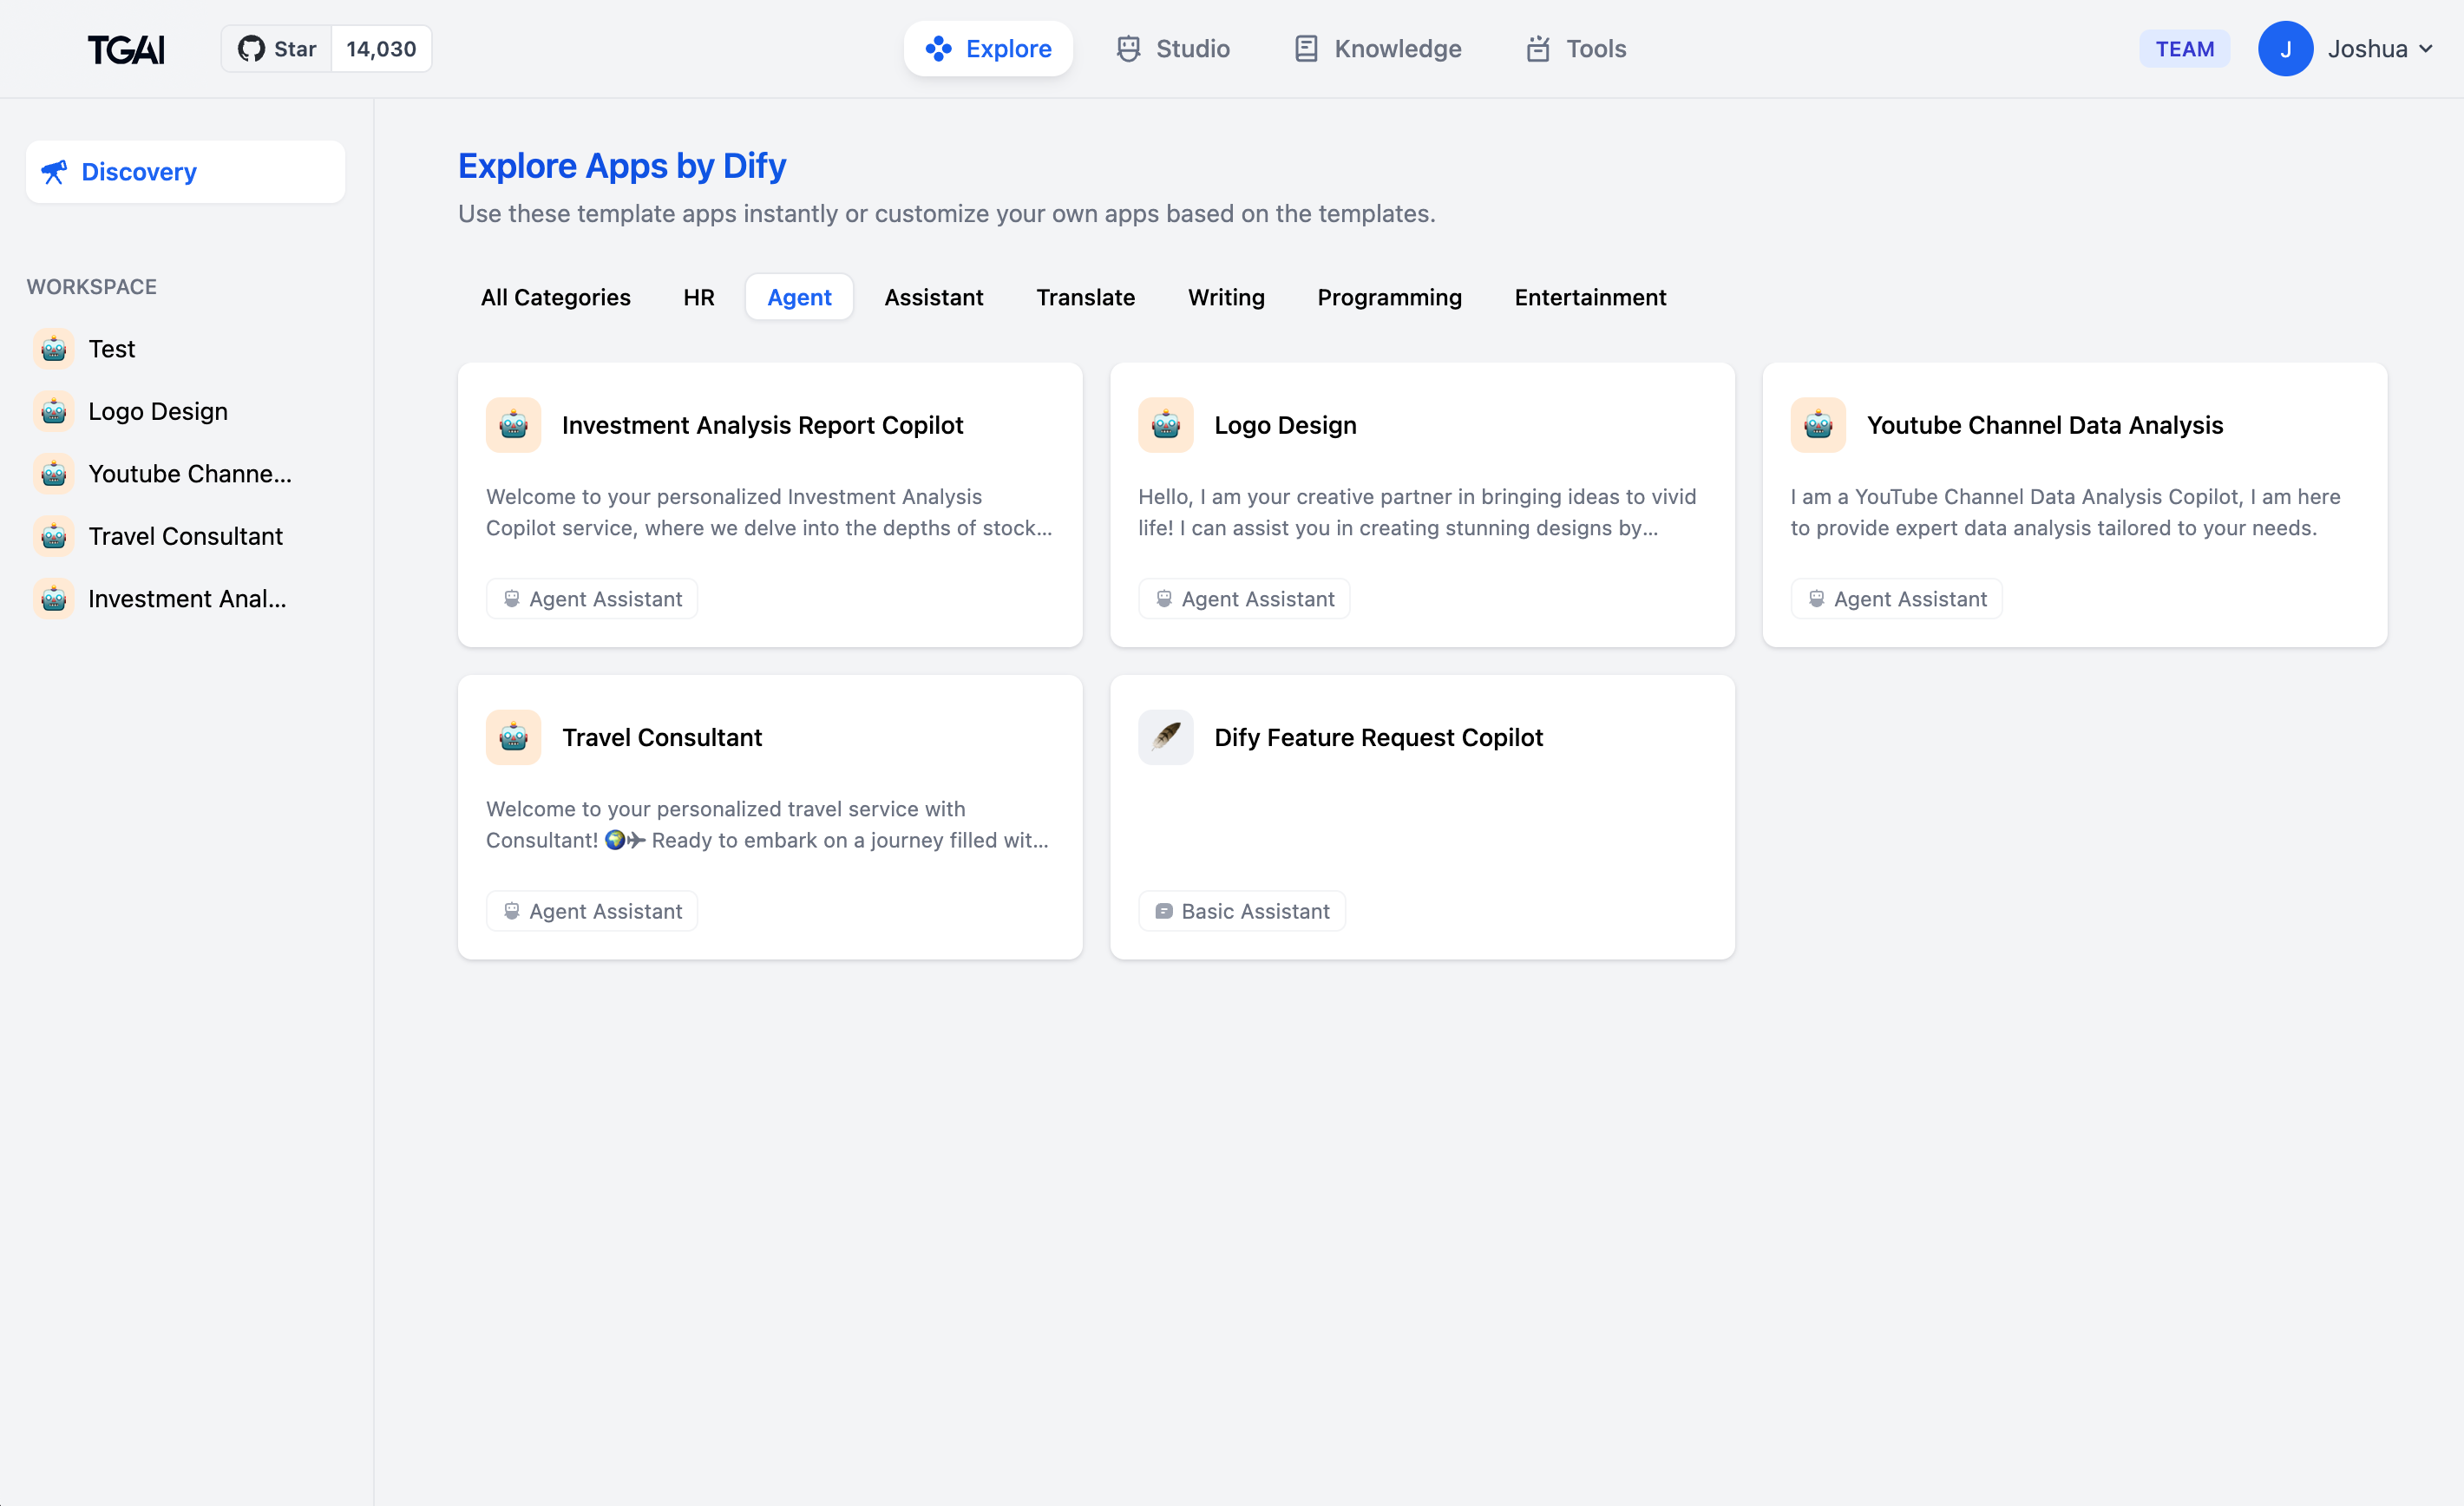 TGAI
Star 14,030
Explore
Studio
Knowledge
Tools
TEAM
J
Joshua
Discovery
WORKSPACE
Test
Logo Design
Youtube Channe...
Travel Consultant
Investment Anal...
Explore Apps by Dify
Use these template apps instantly or customize your own apps based on the templates.
All Categories
HR
Agent
Assistant
Translate
Writing
Programming
Entertainment
Investment Analysis Report Copilot
Welcome to your personalized Investment Analysis
Copilot service, where we delve into the depths of stock...
Agent Assistant
Logo Design
Hello, I am your creative partner in bringing ideas to vivid
life! I can assist you in creating stunning designs by...
Agent Assistant
Youtube Channel Data Analysis
I am a YouTube Channel Data Analysis Copilot, I am here
to provide expert data analysis tailored to your needs.
Agent Assistant
Travel Consultant
Welcome to your personalized travel service with
Consultant! 🌍✈ Ready to embark on a journey filled wit...
Agent Assistant
Dify Feature Request Copilot
Basic Assistant